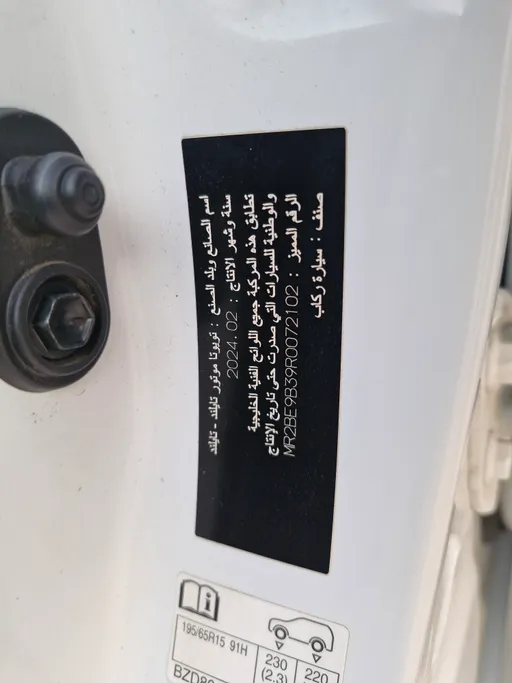 اسم الصانع وبلد الصنع : تويوتا موتور تايلند - تايلند
سنة وشهر الانتاج : 2024.02
تطابق هذه المركبة جميع اللوائح الفنية الخليجية
والوطنية للسيارات التي صدرت حتى تاريخ الإنتاج
الرقم المميز : MR2BE9B39R0072102
صنف : سيارة ركاب
195/65R15 91H
230
(2.3)
220